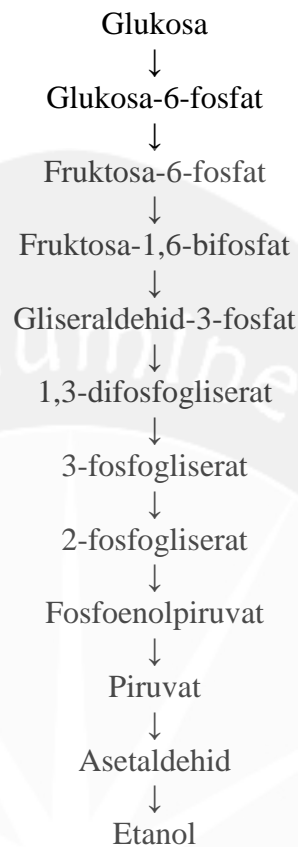 Glukosa
↓
Glukosa-6-fosfat
↓
Fruktosa-6-fosfat
↓
Fruktosa-1,6-bifosfat
↓
Gliseraldehid-3-fosfat
↓
1,3-difosfogliserat
↓
3-fosfogliserat
↓
2-fosfogliserat
↓
Fosfoenolpiruvat
↓
Piruvat
↓
Asetaldehid
↓
Etanol